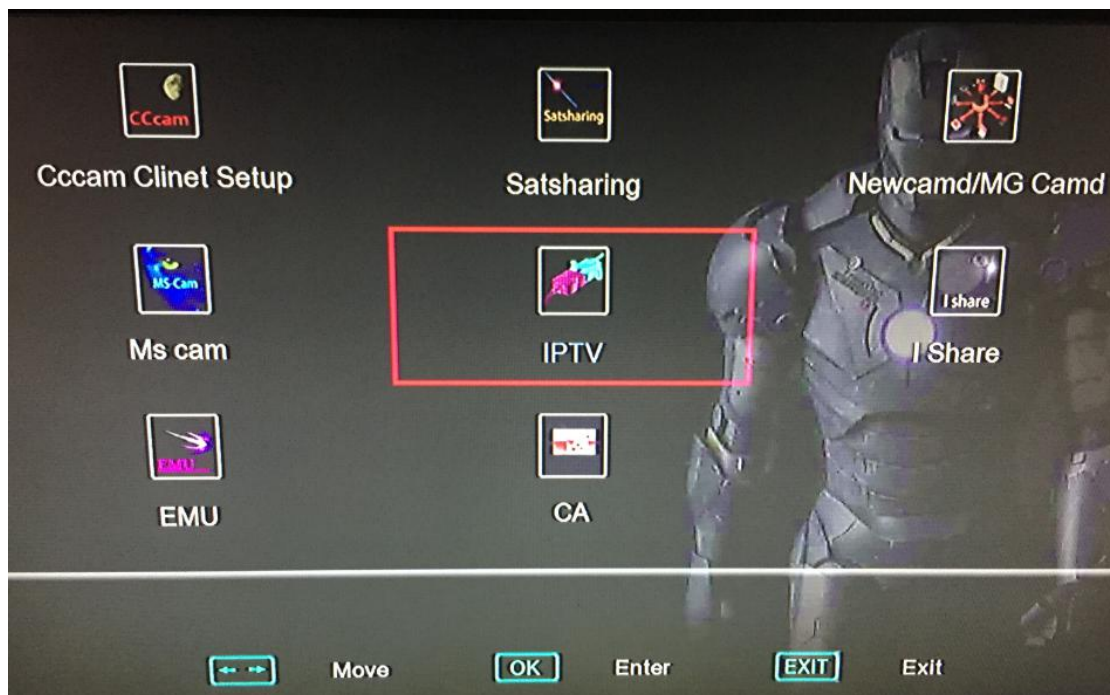 CCcam
Satsharing
Cccam Clinet Setup
Satsharing
Newcamd/MG Camd
MS-Cam
I share
Ms cam
IPTV
I Share
EMU
EMU
CA
Move
OK
Enter
EXIT
Exit